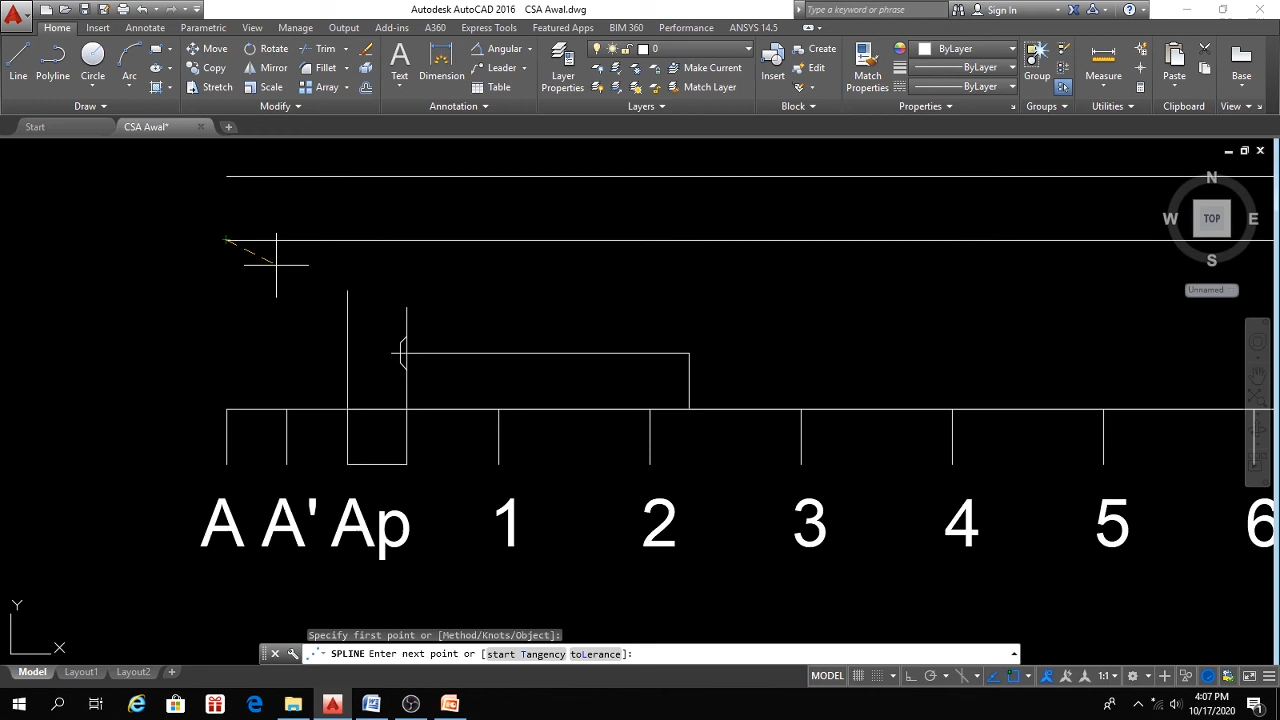 Autodesk AutoCAD 2016 CSA Awal.dwg
Type a keyword or phrase
Sign In
Home Insert Annotate Parametric View Manage Output Add-ins A360 Express Tools Featured Apps BIM 360 Performance ANSYS 14.5
Line Polyline Circle Arc
Move Rotate Trim
Copy Mirror Fillet
Stretch Scale Array
Text Dimension
Angular
Leader
Table
Layer Properties
0
Make Current
Match Layer
Insert
Create
Edit
Match Properties
ByLayer
ByLayer
ByLayer
Group
Measure
Paste
Base
Draw Modify Annotation Layers Block Properties Groups Utilities Clipboard View
Start CSA Awal*
N
W TOP E
S
Unnamed
A A' Ap 1 2 3 4 5 6
Y
X
Specify first point or [Method/Knots/Object]:
SPLINE Enter next point or [start Tangency toLerance]:
Model Layout1 Layout2
MODEL
1:1
4:07 PM
10/17/2020